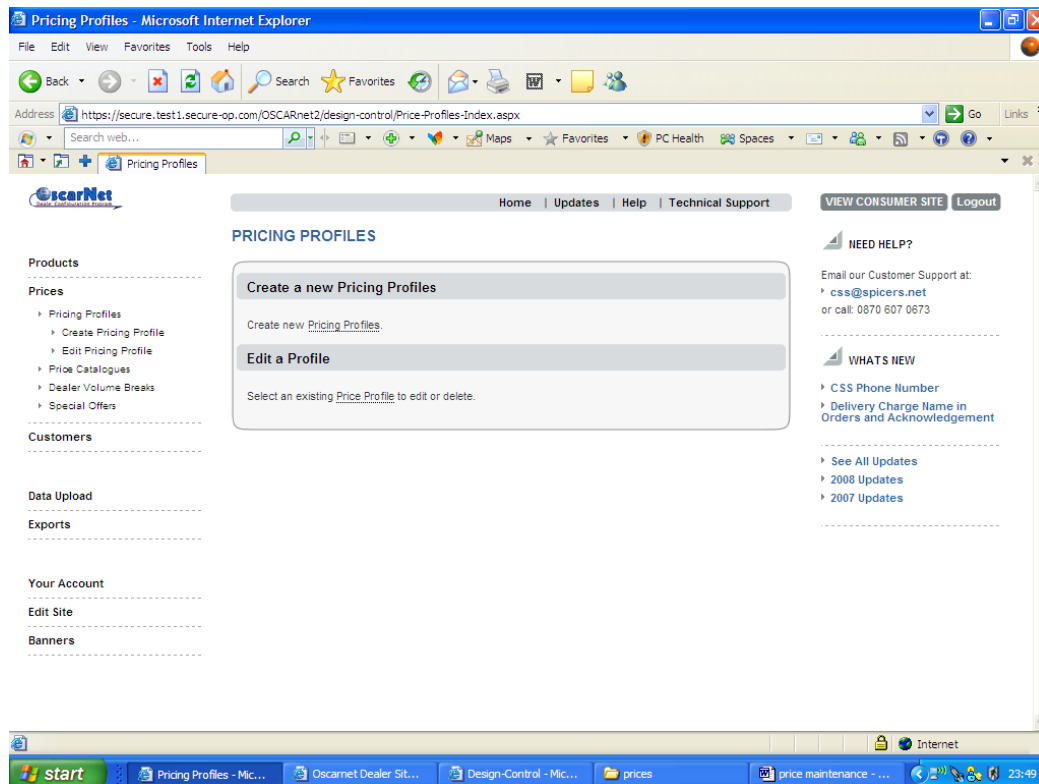 Pricing Profiles - Microsoft Internet Explorer
File Edit View Favorites Tools Help
Back Search Favorites
Address https://secure.test1.secure-op.com/OSCARnet2/design-control/Price-Profiles-Index.aspx Go Links
Search web... Maps Favorites PC Health Spaces
Pricing Profiles
OscarNet
Home | Updates | Help | Technical Support
VIEW CONSUMER SITE Logout
PRICING PROFILES
Products
Prices
Pricing Profiles
Create Pricing Profile
Edit Pricing Profile
Price Catalogues
Dealer Volume Breaks
Special Offers
Customers
Data Upload
Exports
Your Account
Edit Site
Banners
Create a new Pricing Profiles
Create new Pricing Profiles.
Edit a Profile
Select an existing Price Profile to edit or delete.
NEED HELP?
Email our Customer Support at:
css@spicers.net
or call: 0870 607 0673
WHATS NEW
CSS Phone Number
Delivery Charge Name in
Orders and Acknowledgement
See All Updates
2008 Updates
2007 Updates
Internet
start Pricing Profiles - Mic... Oscarnet Dealer Sit... Design-Control - Mic... prices price maintenance - ... 23:49